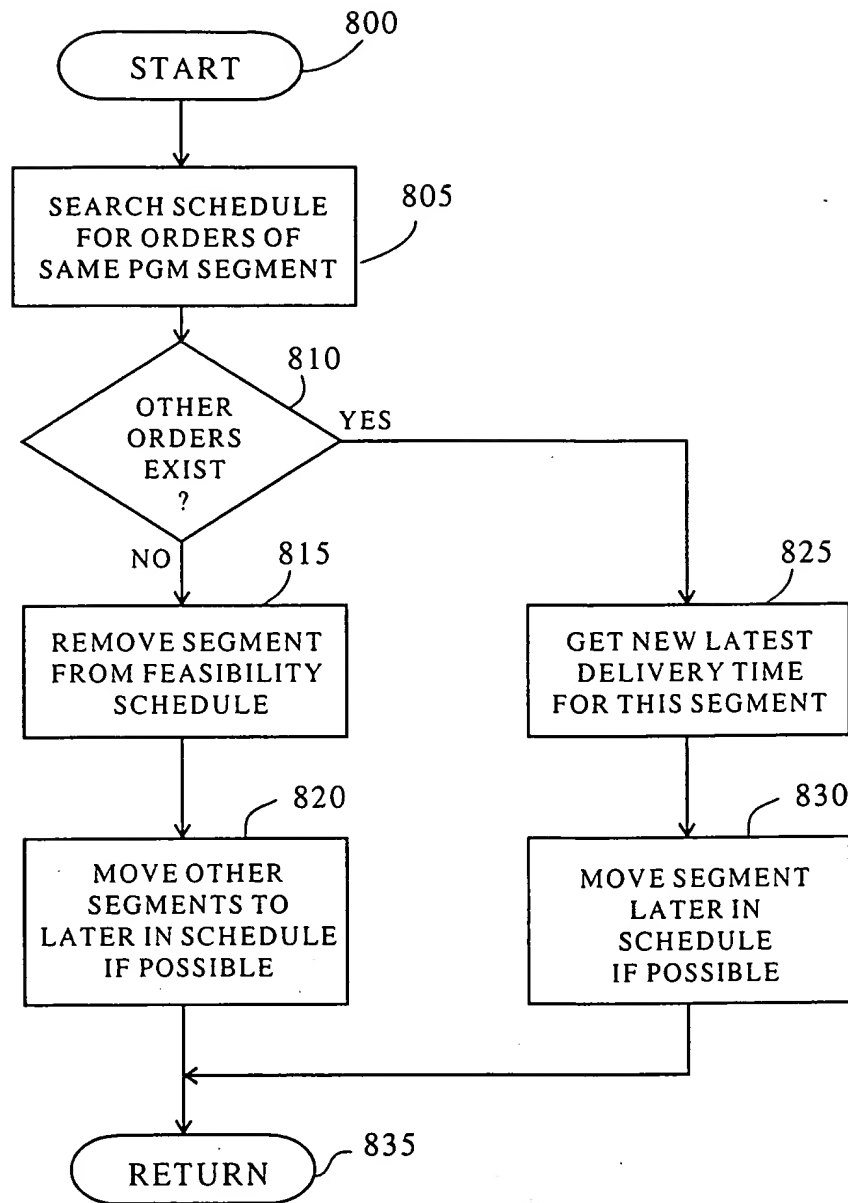 800
START
805
SEARCH SCHEDULE
FOR ORDERS OF
SAME PGM SEGMENT
810
OTHER
ORDERS
EXIST
?
YES
NO
815
REMOVE SEGMENT
FROM FEASIBILITY
SCHEDULE
825
GET NEW LATEST
DELIVERY TIME
FOR THIS SEGMENT
820
MOVE OTHER
SEGMENTS TO
LATER IN SCHEDULE
IF POSSIBLE
830
MOVE SEGMENT
LATER IN
SCHEDULE
IF POSSIBLE
835
RETURN